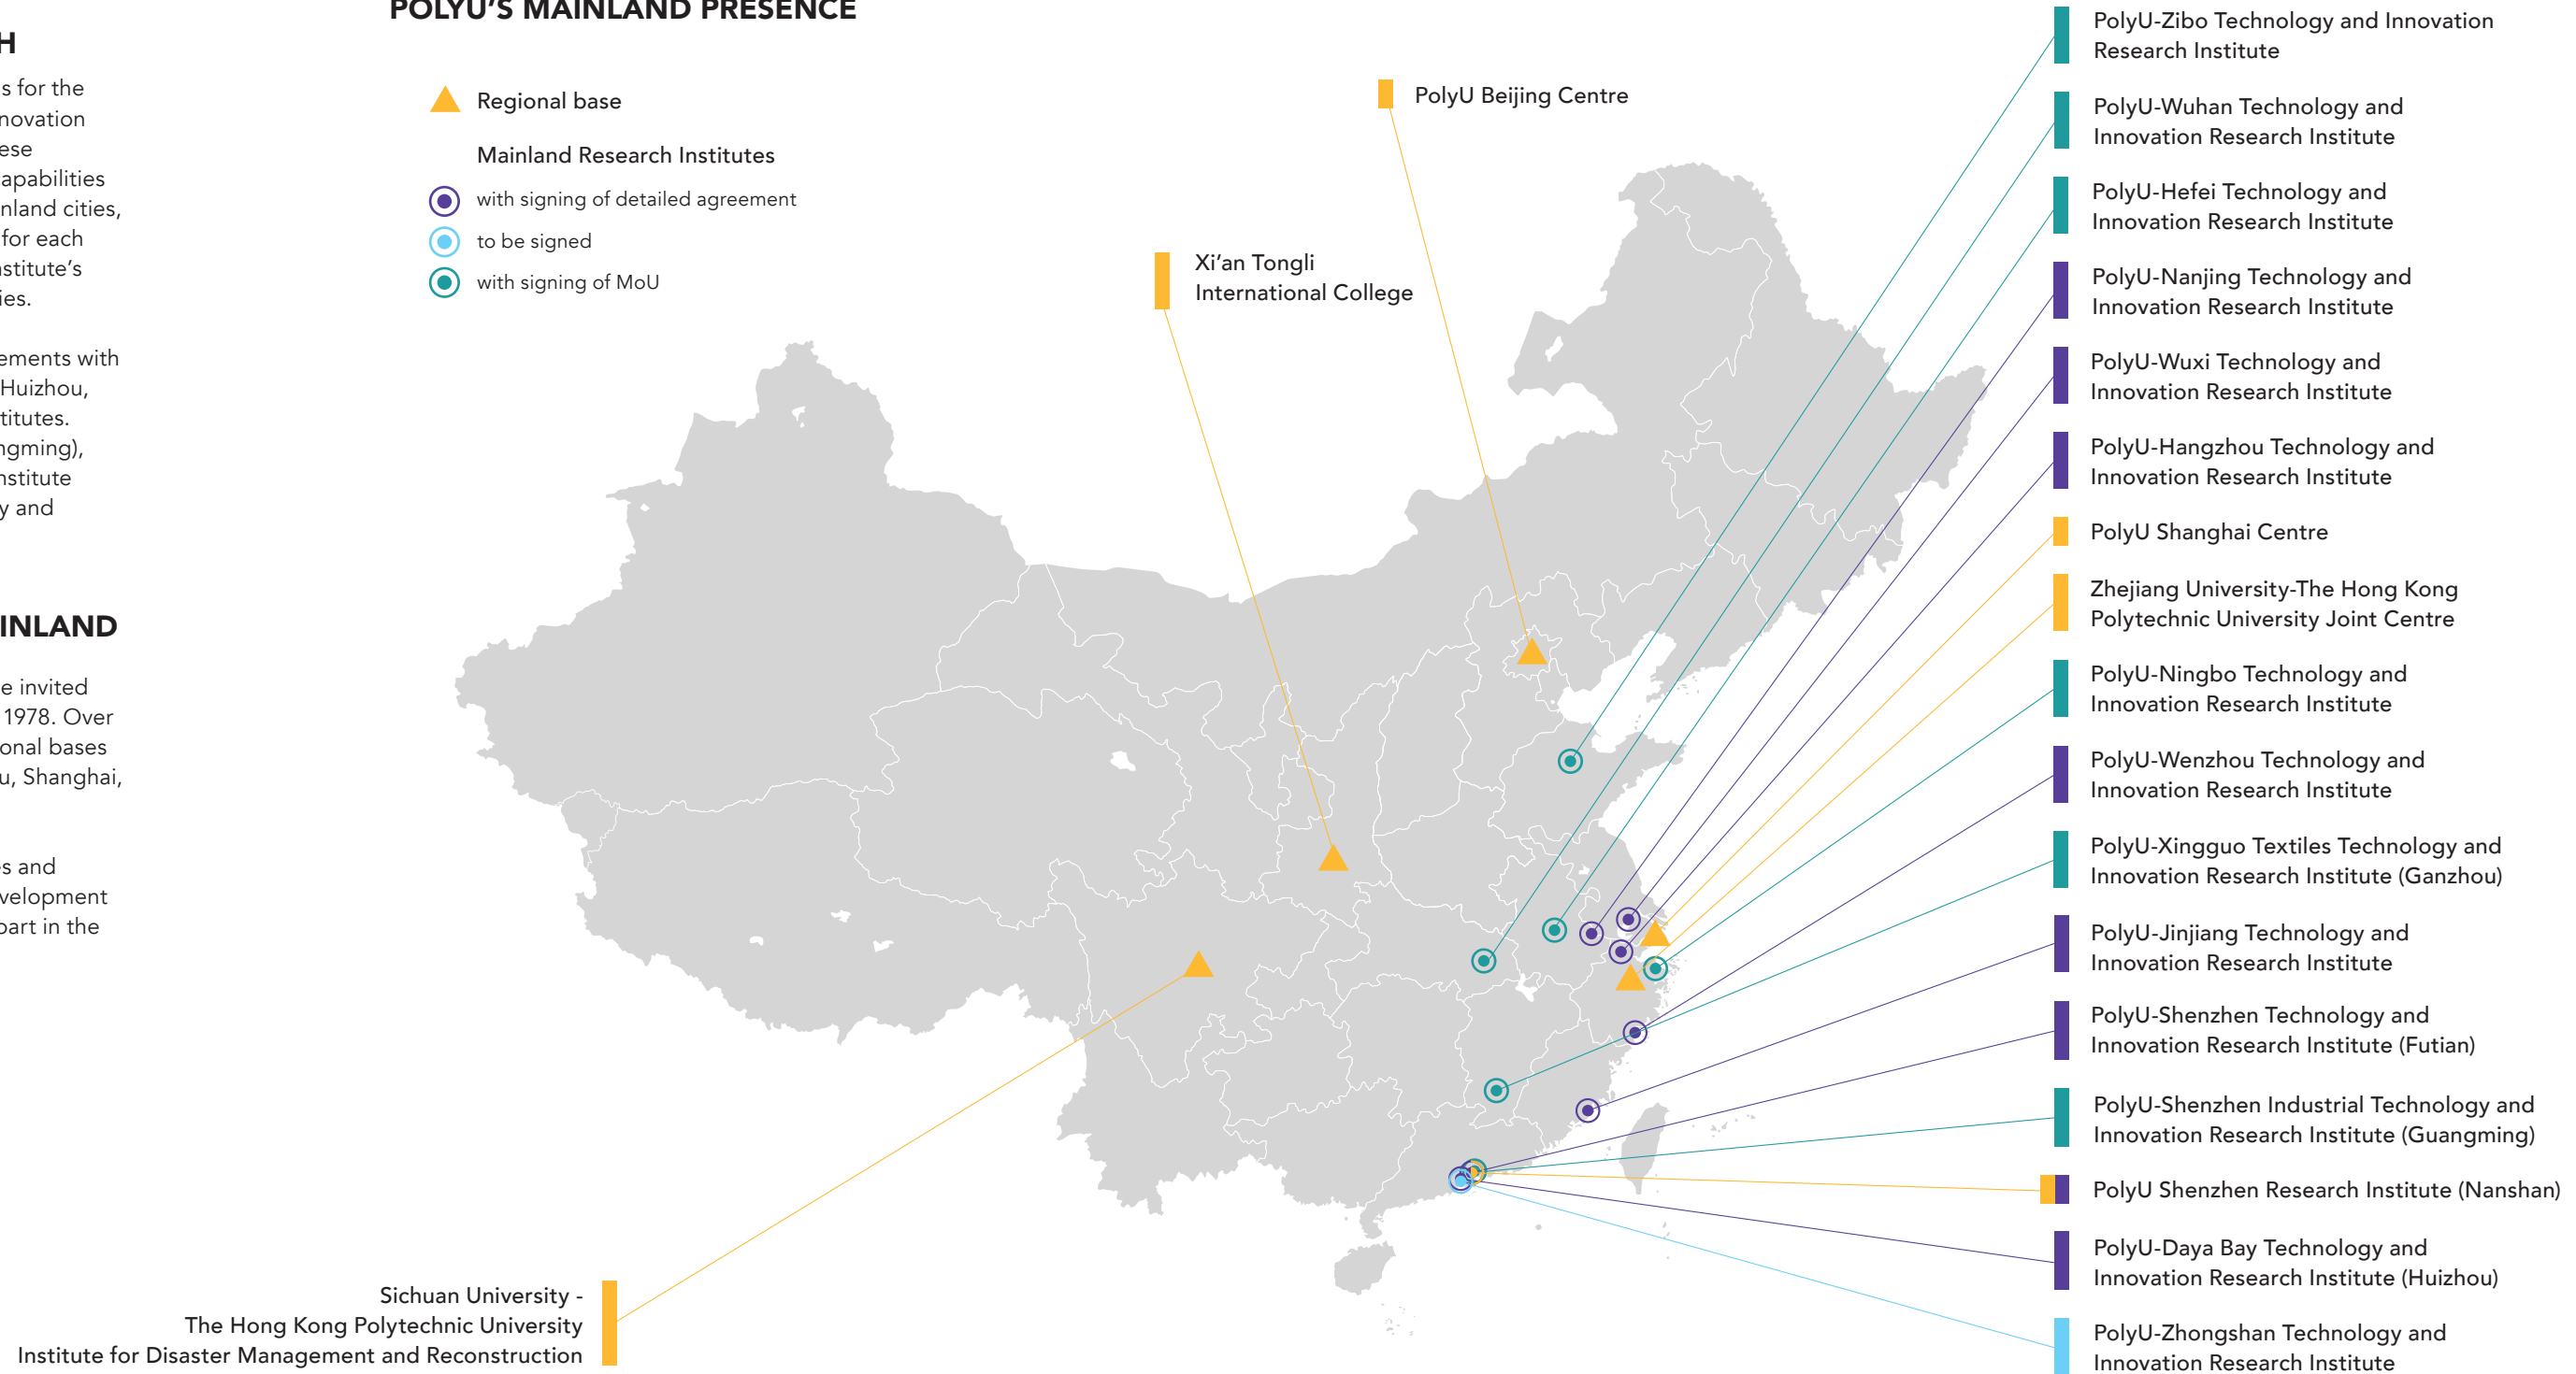 H
s for the
novation
ese
apabilities
nland cities,
for each
stitute's
ies.
ements with
Huizhou,
titutes.
ngming),
nstitute
y and
INLAND
e invited
1978. Over
onal bases
u, Shanghai,
es and
velopment
part in the
POLYU'S MAINLAND PRESENCE
Regional base
Mainland Research Institutes
with signing of detailed agreement
to be signed
with signing of MoU
PolyU Beijing Centre
Xi'an Tongli
International College
Sichuan University -
The Hong Kong Polytechnic University
Institute for Disaster Management and Reconstruction
PolyU-Zibo Technology and Innovation
Research Institute
PolyU-Wuhan Technology and
Innovation Research Institute
PolyU-Hefei Technology and
Innovation Research Institute
PolyU-Nanjing Technology and
Innovation Research Institute
PolyU-Wuxi Technology and
Innovation Research Institute
PolyU-Hangzhou Technology and
Innovation Research Institute
PolyU Shanghai Centre
Zhejiang University-The Hong Kong
Polytechnic University Joint Centre
PolyU-Ningbo Technology and
Innovation Research Institute
PolyU-Wenzhou Technology and
Innovation Research Institute
PolyU-Xingguo Textiles Technology and
Innovation Research Institute (Ganzhou)
PolyU-Jinjiang Technology and
Innovation Research Institute
PolyU-Shenzhen Technology and
Innovation Research Institute (Futian)
PolyU-Shenzhen Industrial Technology and
Innovation Research Institute (Guangming)
PolyU Shenzhen Research Institute (Nanshan)
PolyU-Daya Bay Technology and
Innovation Research Institute (Huizhou)
PolyU-Zhongshan Technology and
Innovation Research Institute